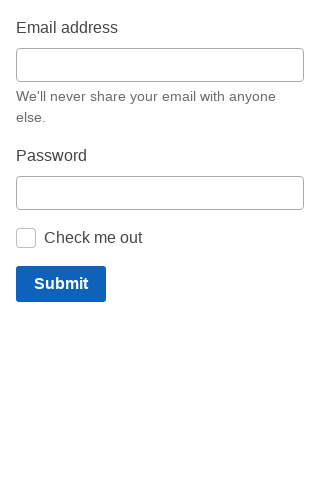 Email address
We'll never share your email with anyone
else.
Password
Check me out
Submit